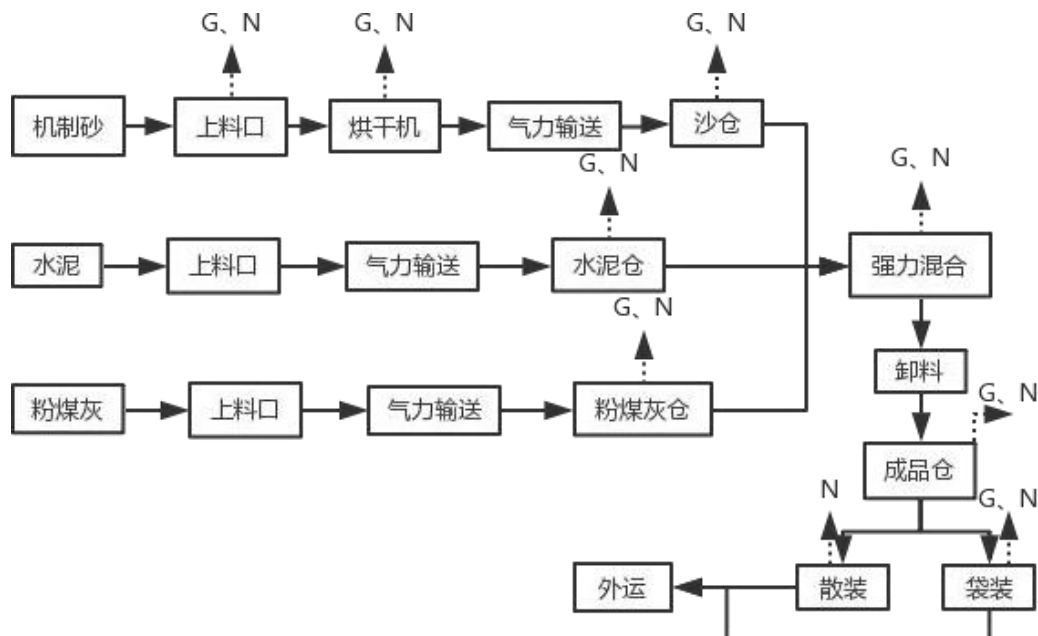 G、N
G、N
G、N
机制砂
上料口
烘干机
气力输送
沙仓
G、N
G、N
水泥
上料口
气力输送
水泥仓
强力混合
G、N
卸料
粉煤灰
上料口
气力输送
粉煤灰仓
G、N
成品仓
N
G、N
外运
散装
袋装